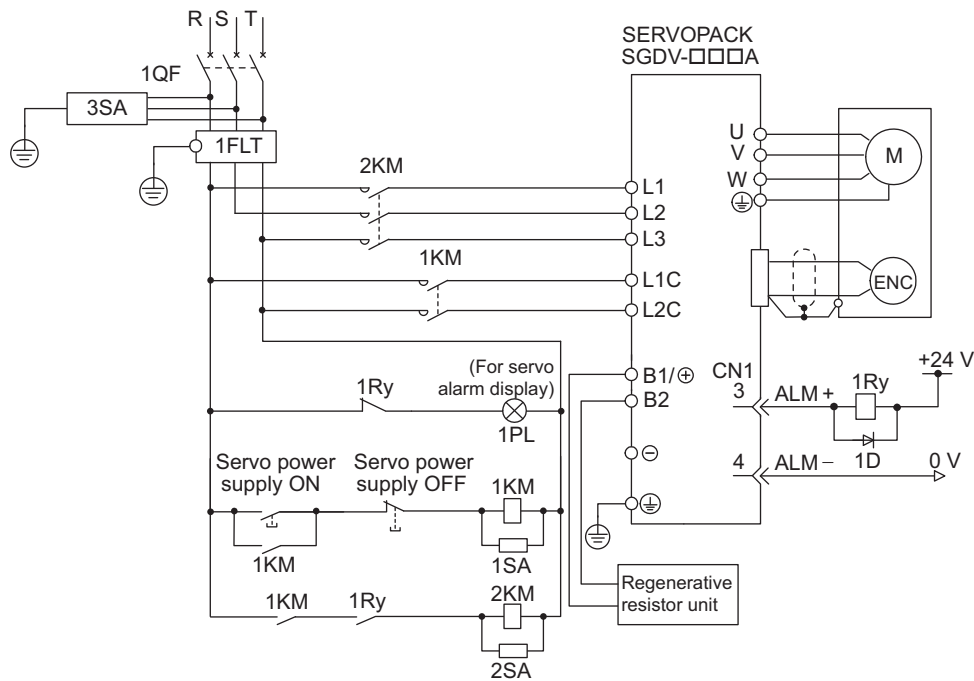 R S T
SERVOPACK
SGDV-□□□A
1QF
3SA
1FLT
U
V
W
M
2KM
L1
L2
L3
1KM
L1C
L2C
ENC
(For servo
alarm display)
1Ry
1PL
B1/⊕
B2
CN1
3
ALM+
1Ry
+24 V
1D
⊖
4
ALM−
0 V
Servo power
supply ON
Servo power
supply OFF
1KM
1KM
1SA
1KM
1Ry
2KM
2SA
Regenerative
resistor unit